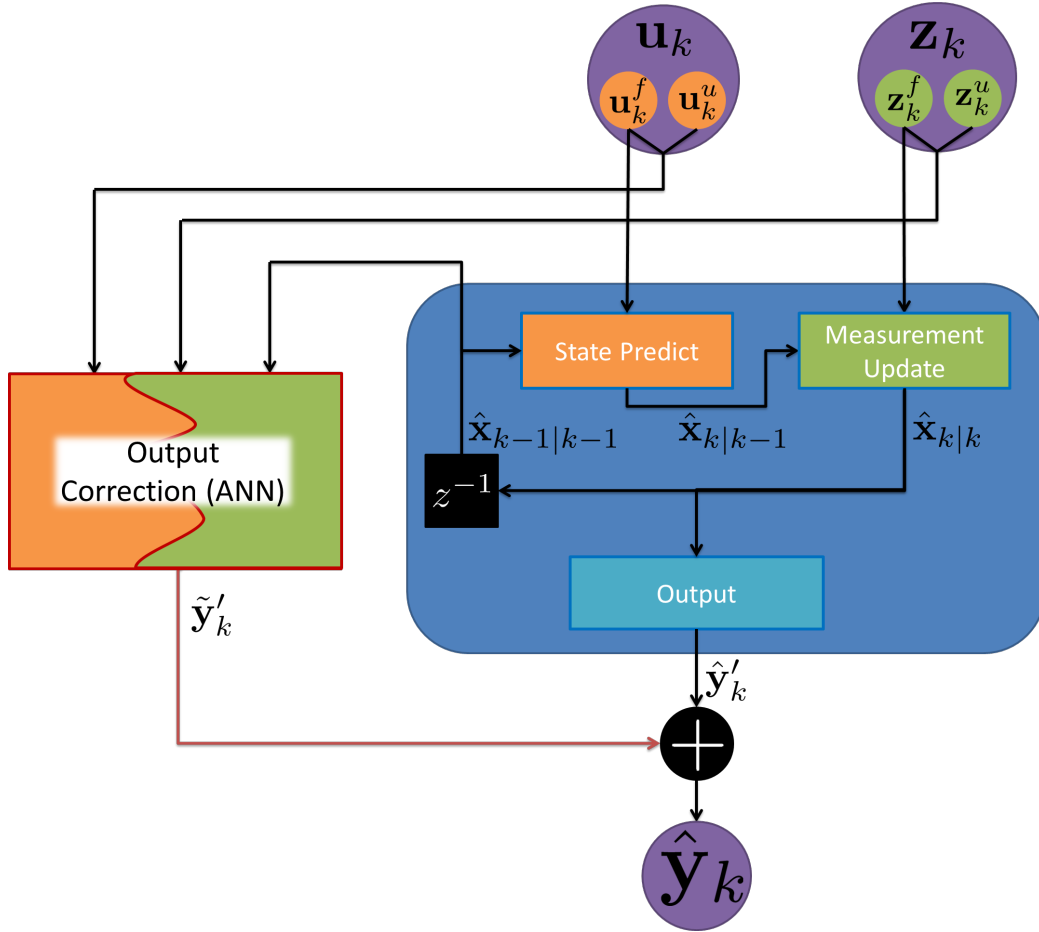 𝐮_k
𝐳_k
𝐮_k^f
𝐮_k^u
𝐳_k^f
𝐳_k^u
State Predict
Measurement
Update
x̂_{k−1|k−1}
x̂_{k|k−1}
x̂_{k|k}
z^{−1}
Output
Correction (ANN)
Output
ỹ′_k
ŷ′_k
+
ŷ_k